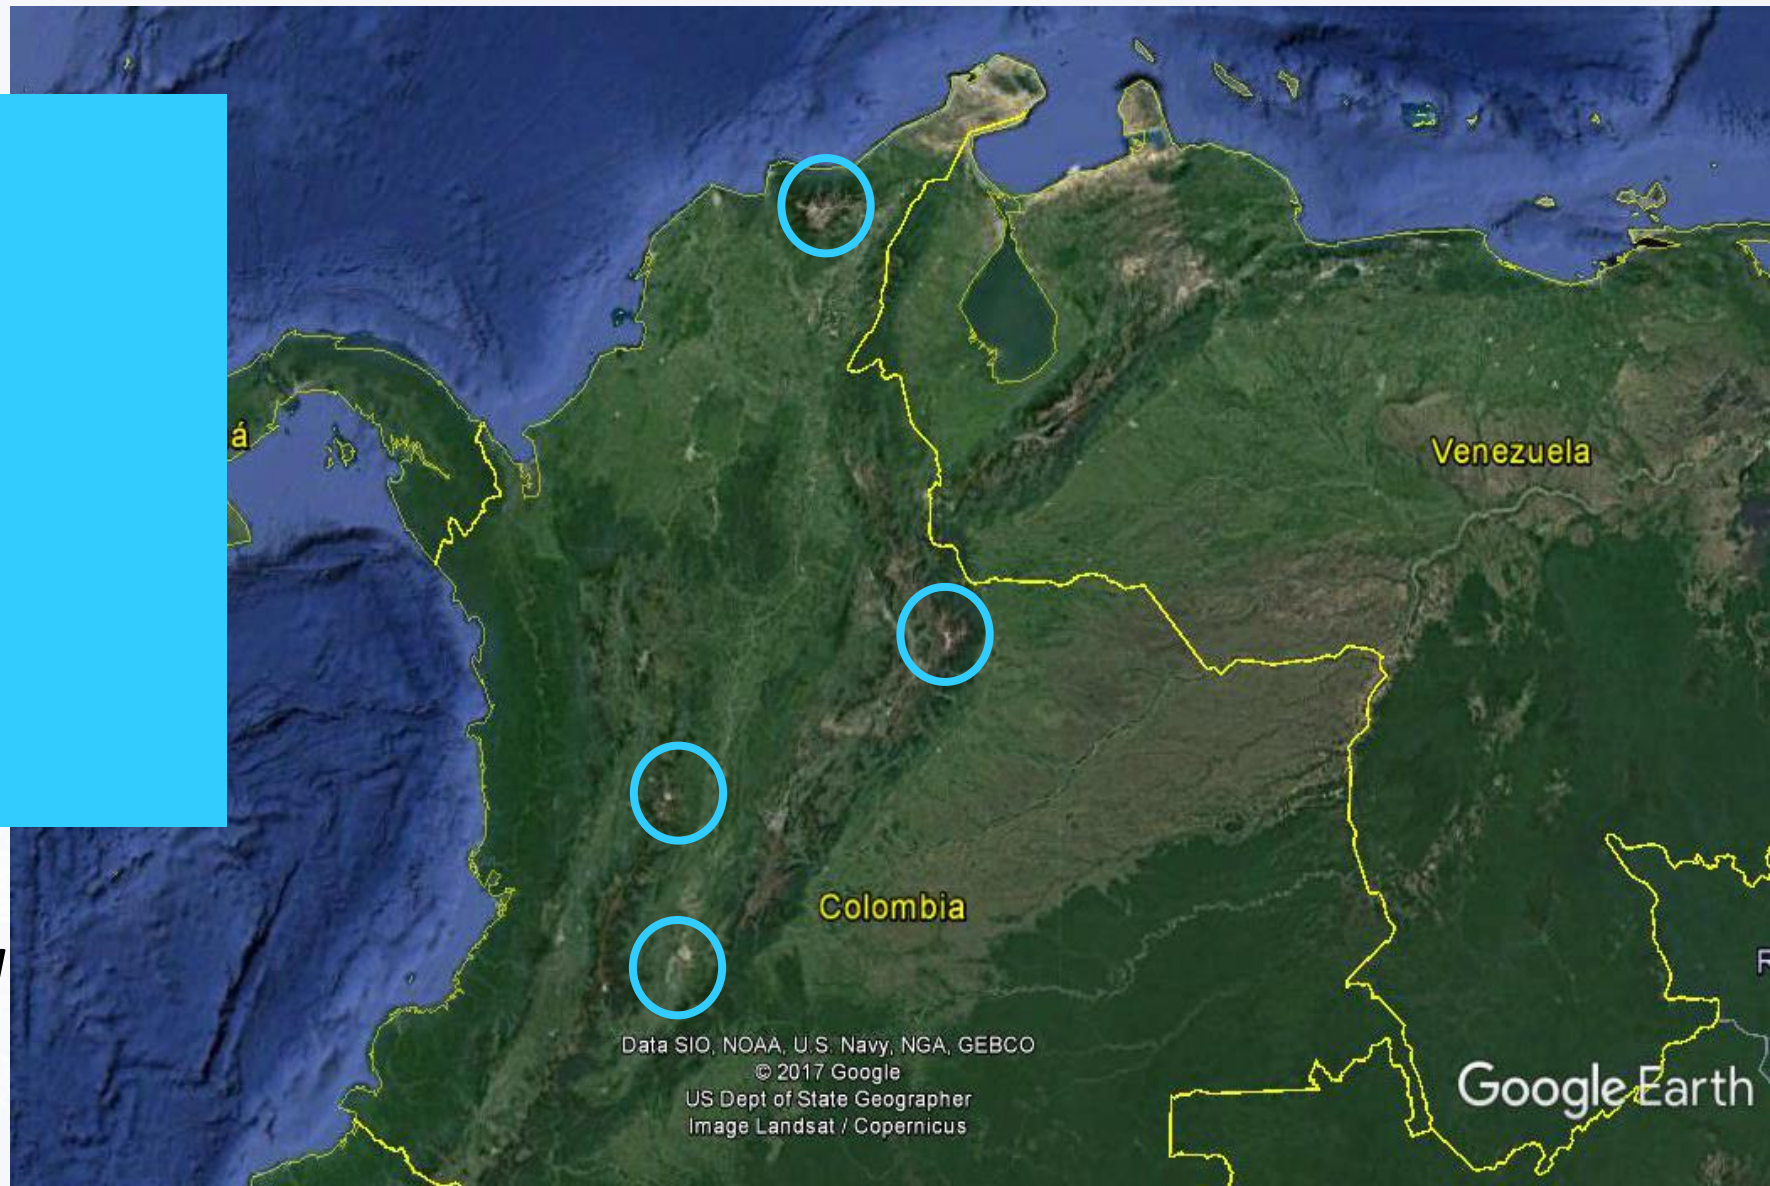 á
Venezuela
Colombia
R
Data SIO, NOAA, U.S. Navy, NGA, GEBCO
© 2017 Google
US Dept of State Geographer
Image Landsat / Copernicus
Google Earth